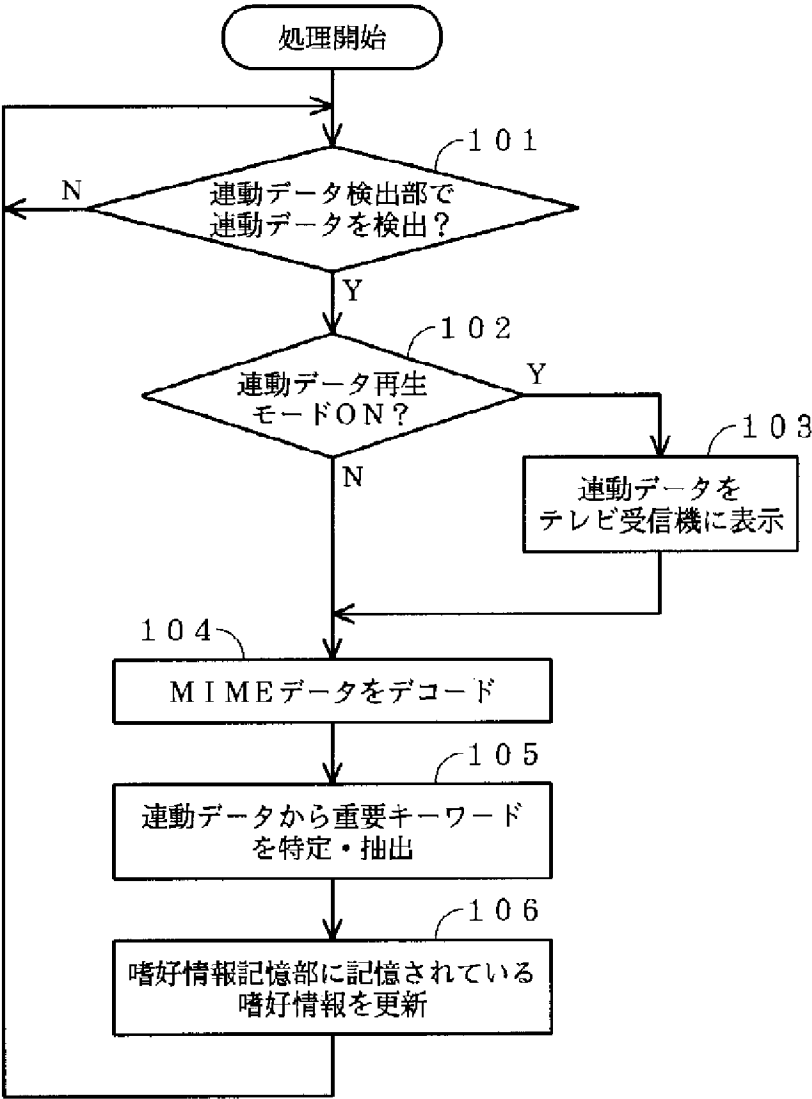 処理開始
１０１
連動データ検出部で
連動データを検出？
N
Y
１０２
連動データ再生
モードＯＮ？
Y
N
１０３
連動データを
テレビ受信機に表示
１０４
ＭＩＭＥデータをデコード
１０５
連動データから重要キーワード
を特定・抽出
１０６
嗜好情報記憶部に記憶されている
嗜好情報を更新